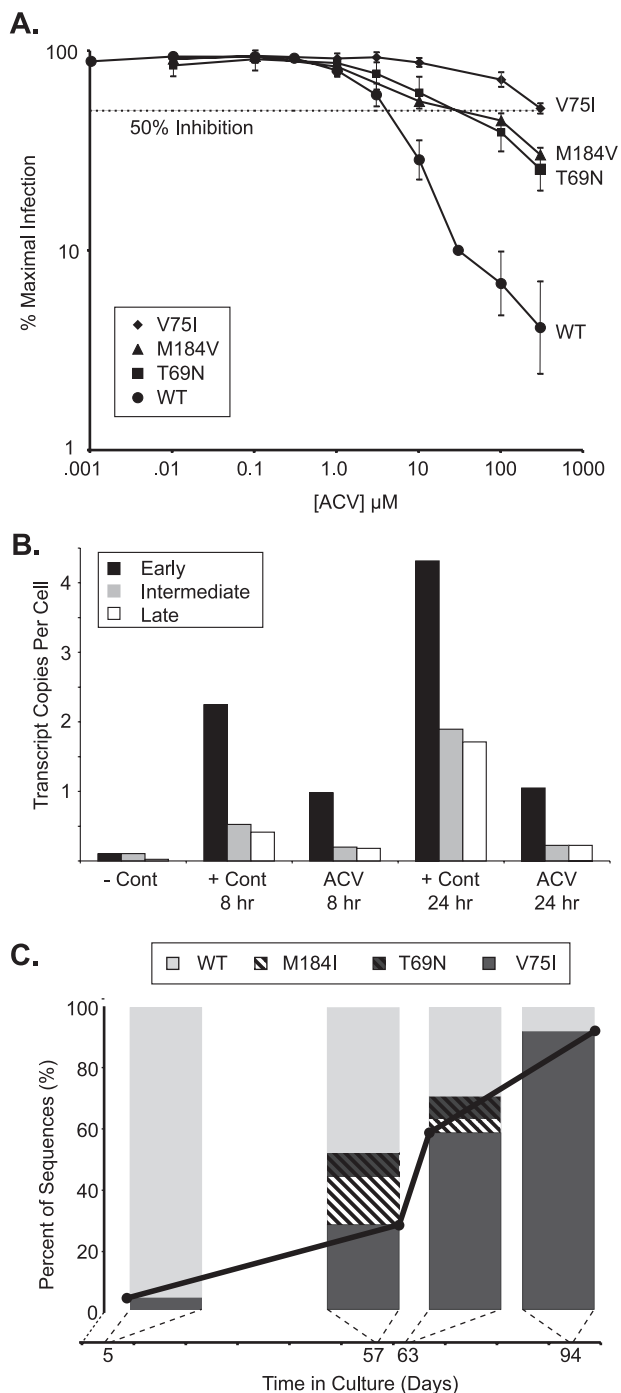 A.
100
10
1
% Maximal Infection
50% Inhibition
V75I
M184V
T69N
WT
V75I
M184V
T69N
WT
.001 .01 0.1 1.0 10 100 1000
[ACV] µM
B.
Early
Intermediate
Late
4
3
2
1
Transcript Copies Per Cell
- Cont + Cont ACV + Cont ACV
8 hr 8 hr 24 hr 24 hr
C.
WT M184I T69N V75I
100
80
60
40
20
0
Percent of Sequences (%)
5 57 63 94
Time in Culture (Days)